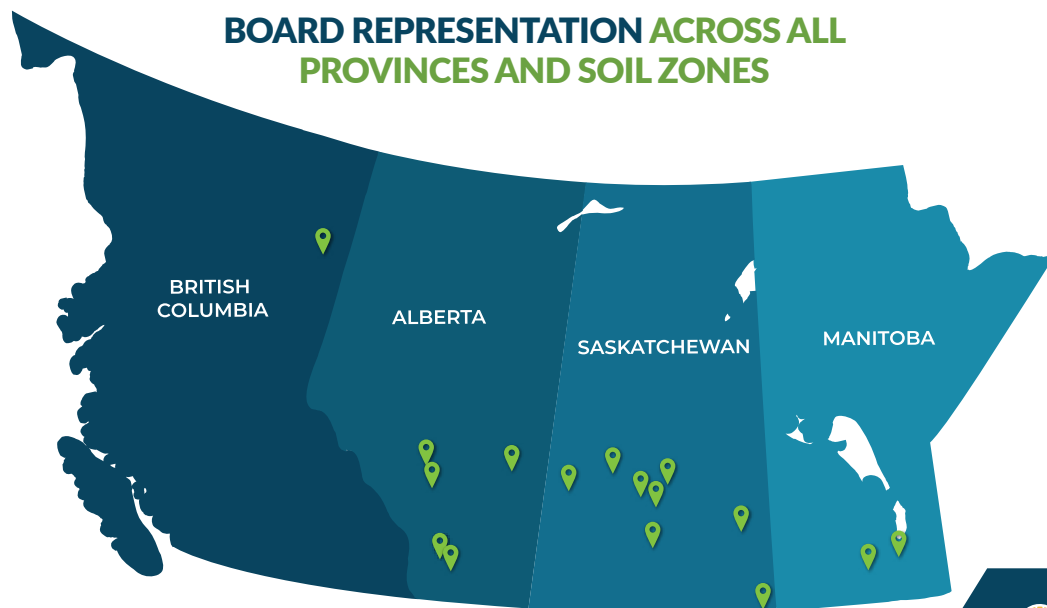 BOARD REPRESENTATION ACROSS ALL
PROVINCES AND SOIL ZONES
BRITISH
COLUMBIA
ALBERTA
SASKATCHEWAN
MANITOBA